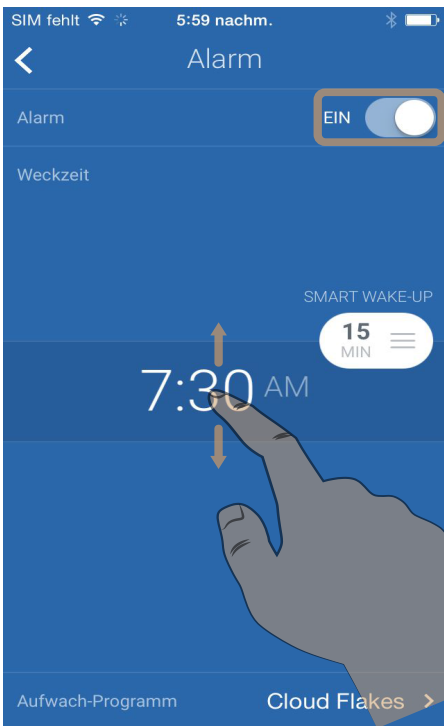 SIM fehlt 5:59 nachm.
Alarm
Alarm EIN
Weckzeit
SMART WAKE-UP
15
MIN
7:30 AM
Aufwach-Programm Cloud Flakes